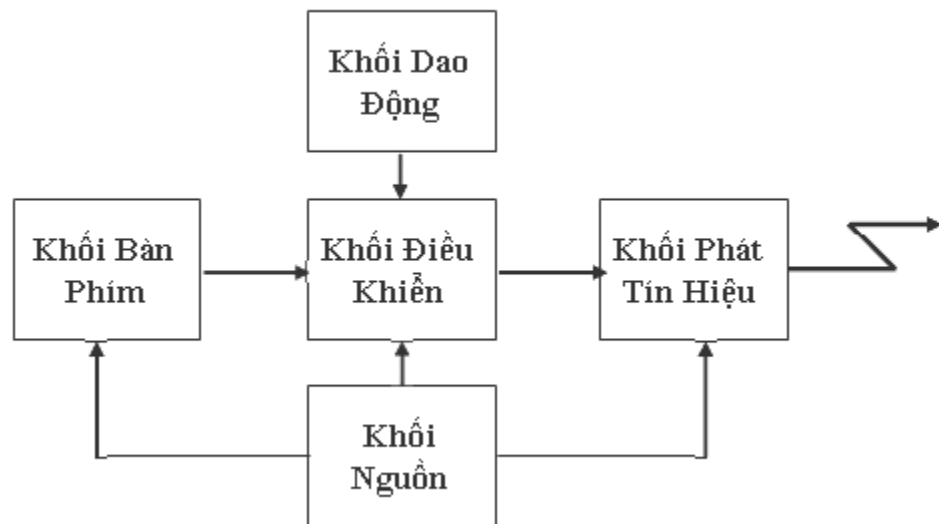 Khối Dao
Động
Khối Bàn
Phím
Khối Điều
Khiển
Khối Phát
Tín Hiệu
Khối
Nguồn